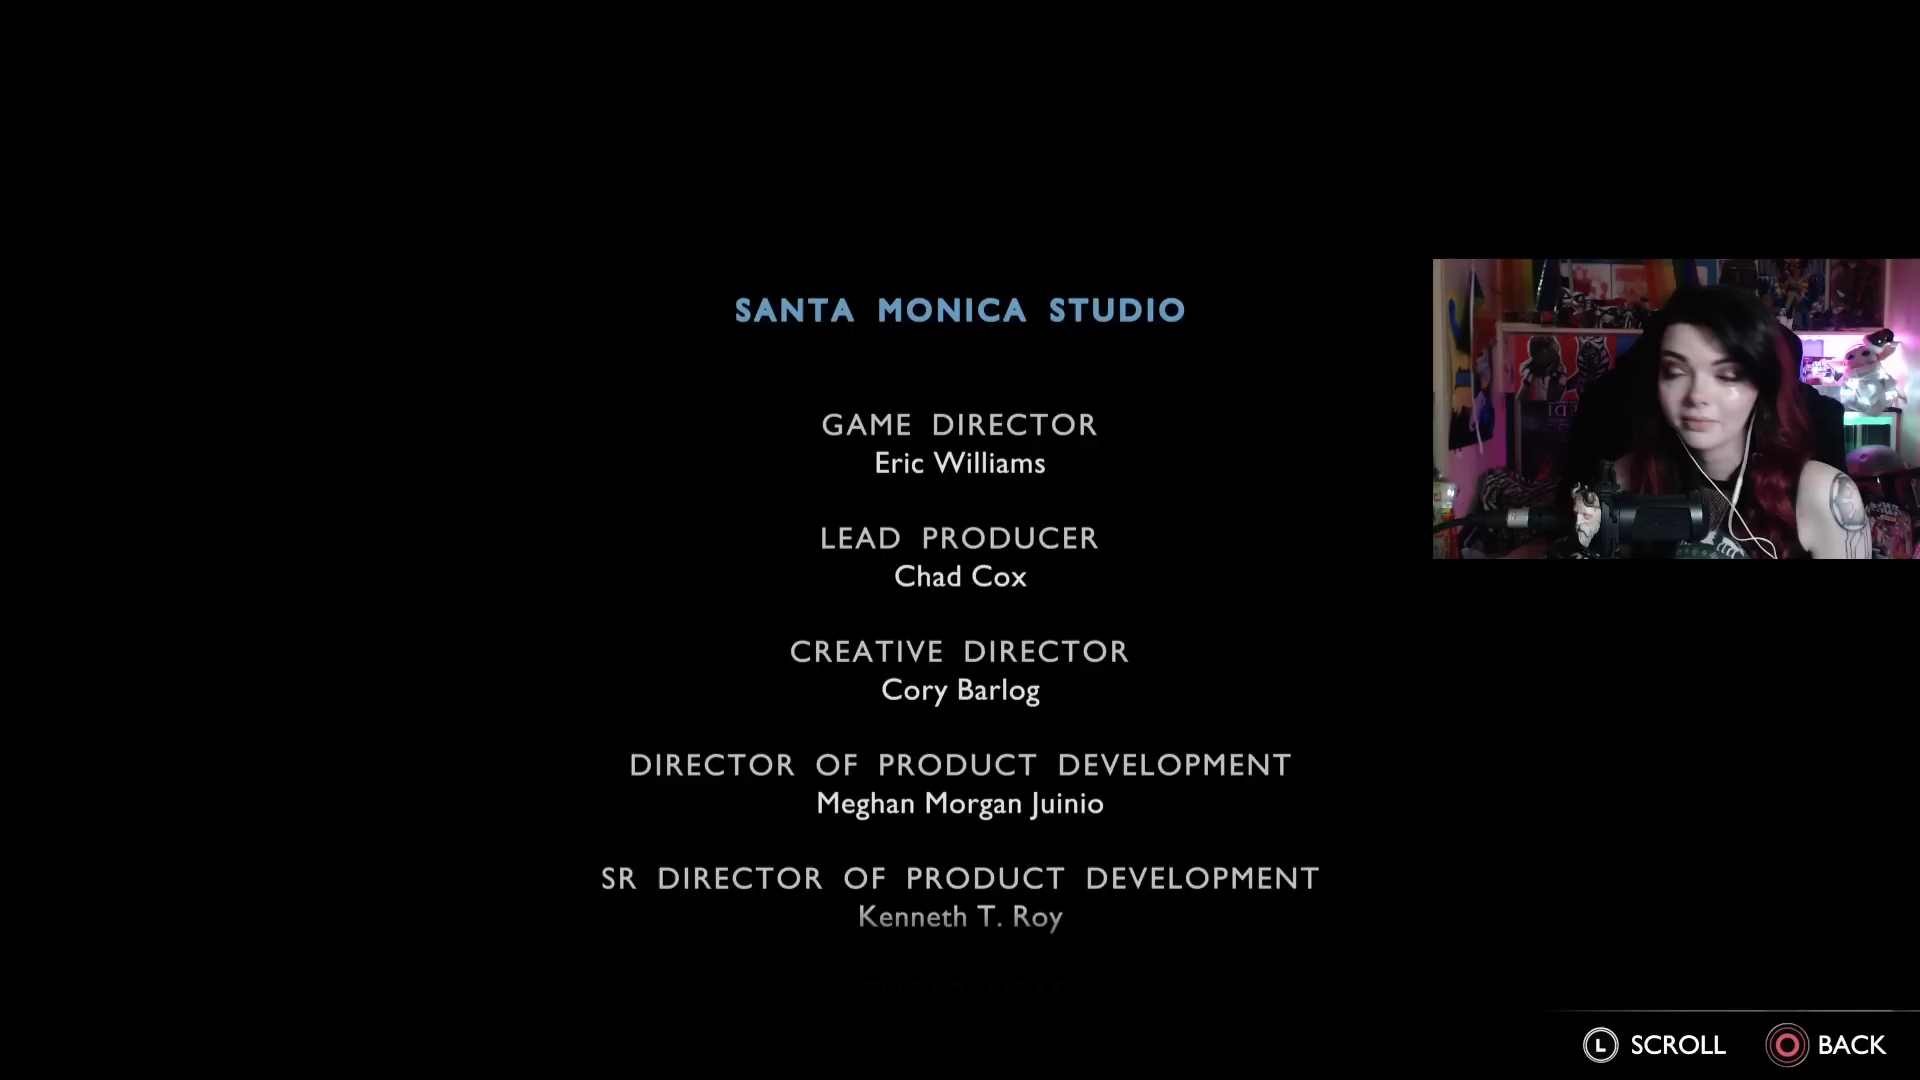 SANTA MONICA STUDIO
GAME DIRECTOR
Eric Williams
LEAD PRODUCER
Chad Cox
CREATIVE DIRECTOR
Cory Barlog
DIRECTOR OF PRODUCT DEVELOPMENT
Meghan Morgan Juinio
SR DIRECTOR OF PRODUCT DEVELOPMENT
Kenneth T. Roy
L SCROLL
BACK